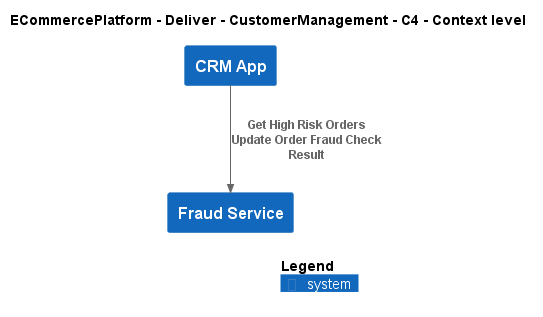 ECommercePlatform - Deliver - CustomerManagement - C4 - Context level
CRM App
Get High Risk Orders
Update Order Fraud Check
Result
Fraud Service
Legend
system